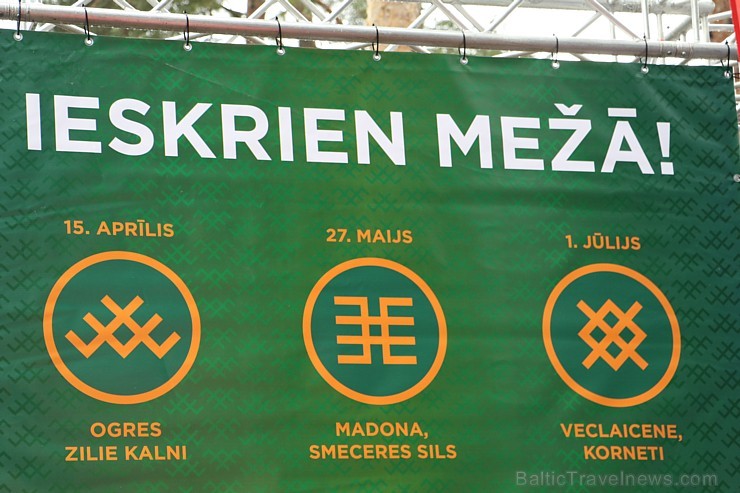 IESKRIEN MEŽĀ!
15. APRĪLIS
27. MAIJS
1. JŪLIJS
OGRES
ZILIE KALNI
MADONA,
SMECERES SILS
VECLAICENE,
KORNETI
BalticTravelnews.com